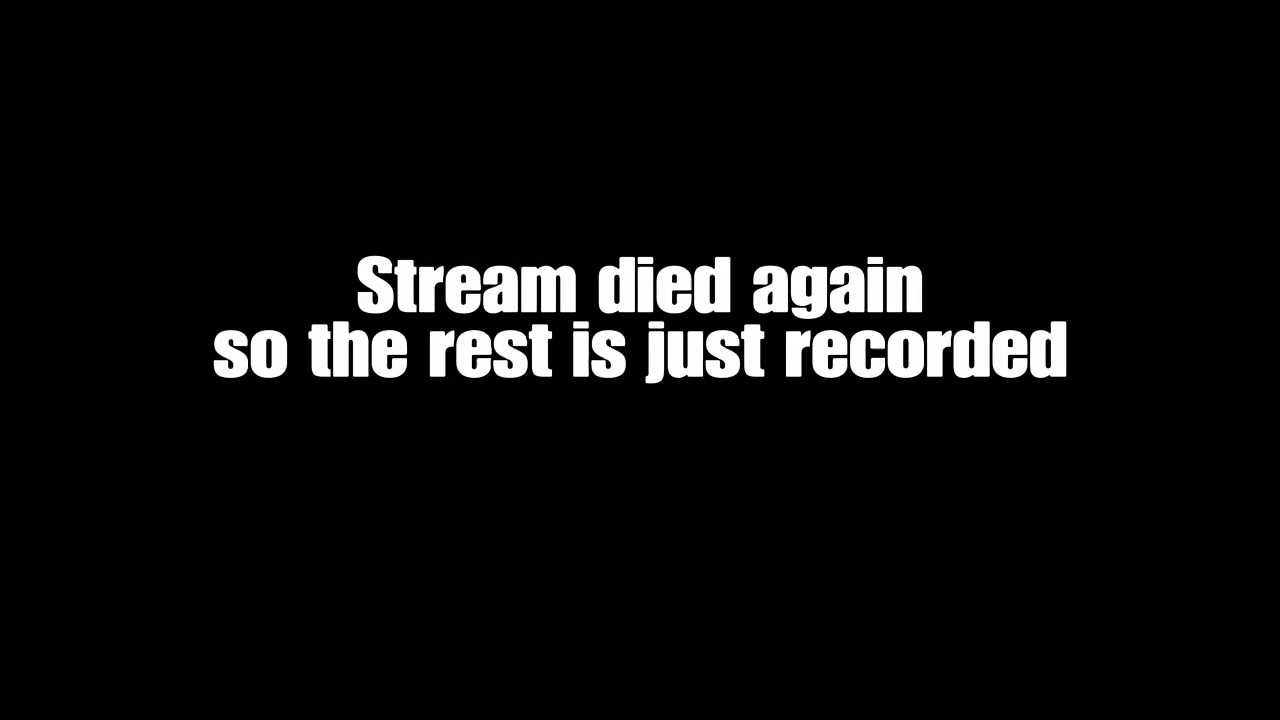 Stream died again
so the rest is just recorded